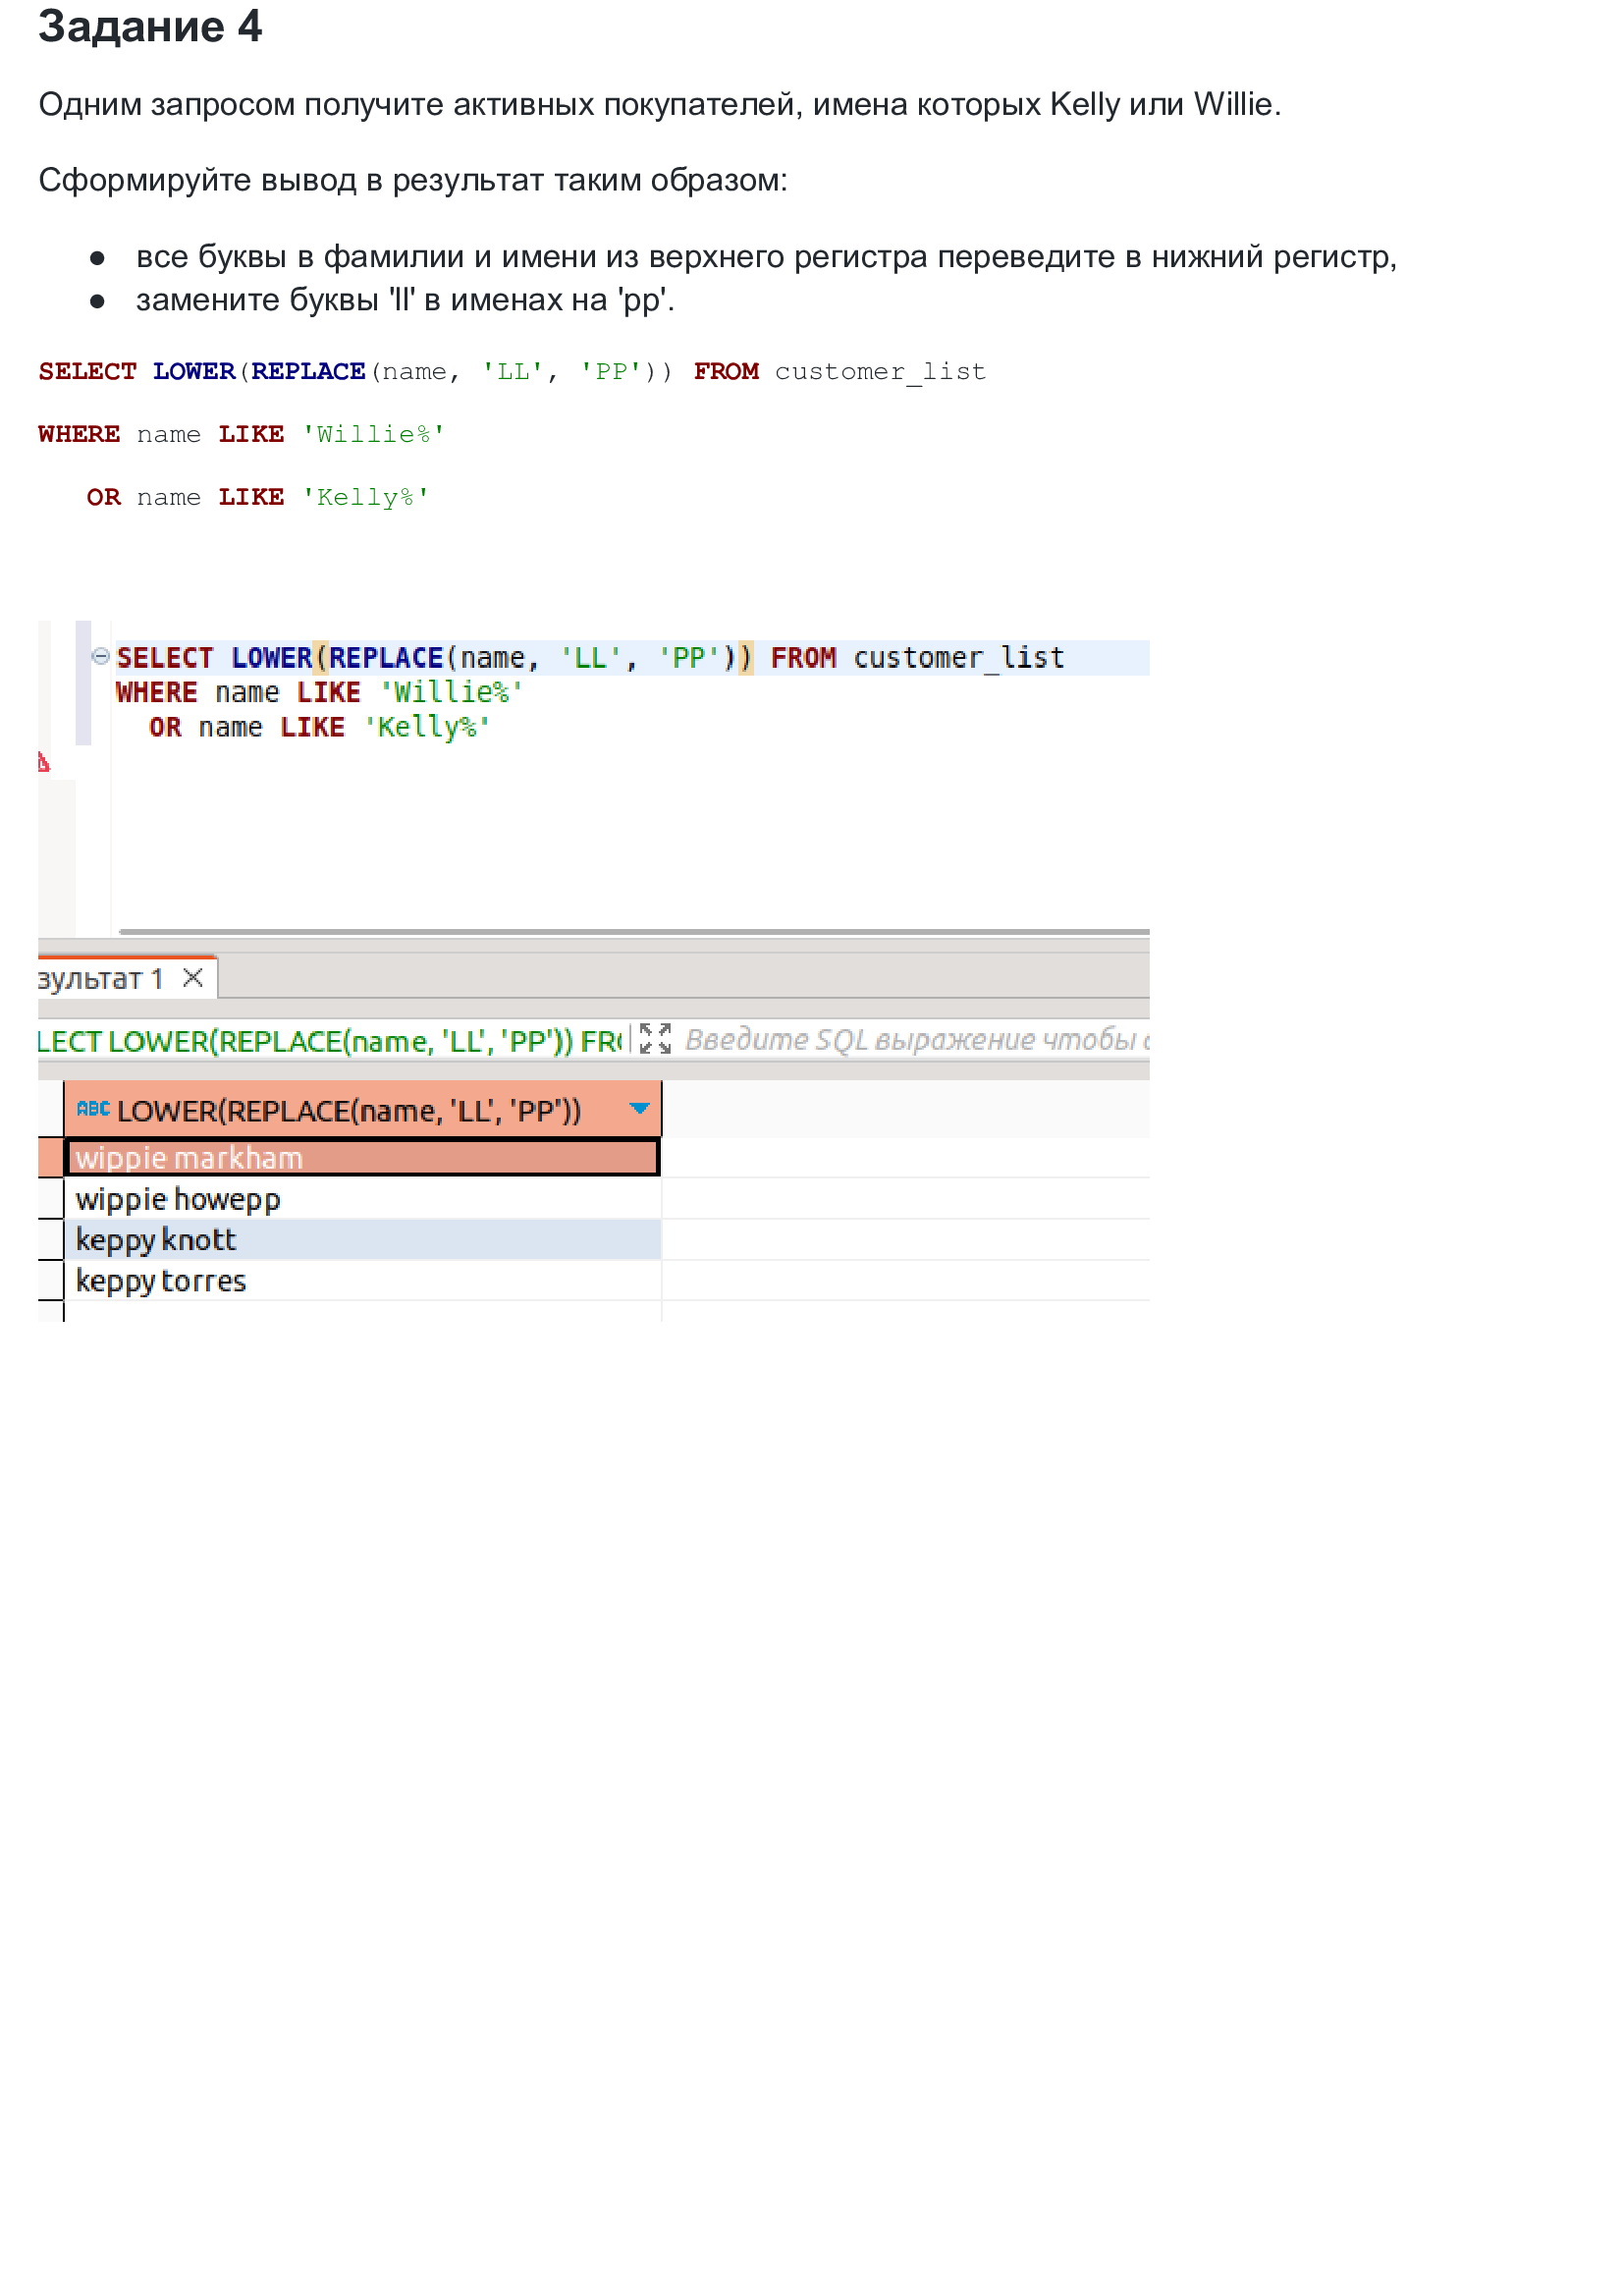 Задание 4
Одним запросом получите активных покупателей, имена которых Kelly или Willie.
Сформируйте вывод в результат таким образом:
● все буквы в фамилии и имени из верхнего регистра переведите в нижний регистр,
● замените буквы 'll' в именах на 'pp'.
SELECT LOWER(REPLACE(name, 'LL', 'PP')) FROM customer_list
WHERE name LIKE 'Willie%'
OR name LIKE 'Kelly%'
SELECT LOWER(REPLACE(name, 'LL', 'PP')) FROM customer_list
WHERE name LIKE 'Willie%'
OR name LIKE 'Kelly%'
зультат 1
LECT LOWER(REPLACE(name, 'LL', 'PP')) FR Введите SQL выражение чтобы
ABC LOWER(REPLACE(name, 'LL', 'PP'))
wippie markham
wippie howepp
keppy knott
keppy torres